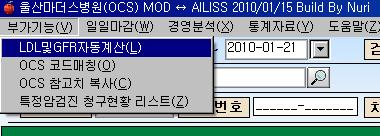 울산마더스병원(OCS) MOD ↔ AILISS 2010/01/15 Build By Nuri
부가기능(V) 일일마감(W) 경영분석(X) 통계자료(Y) 도움말(Z)
LDL및GFR자동계산(L)
2010-01-21
OCS 코드매칭(O)
OCS 참고치 복사(C)
특정암검진 청구현황 리스트(Z)
번호 ------–-------